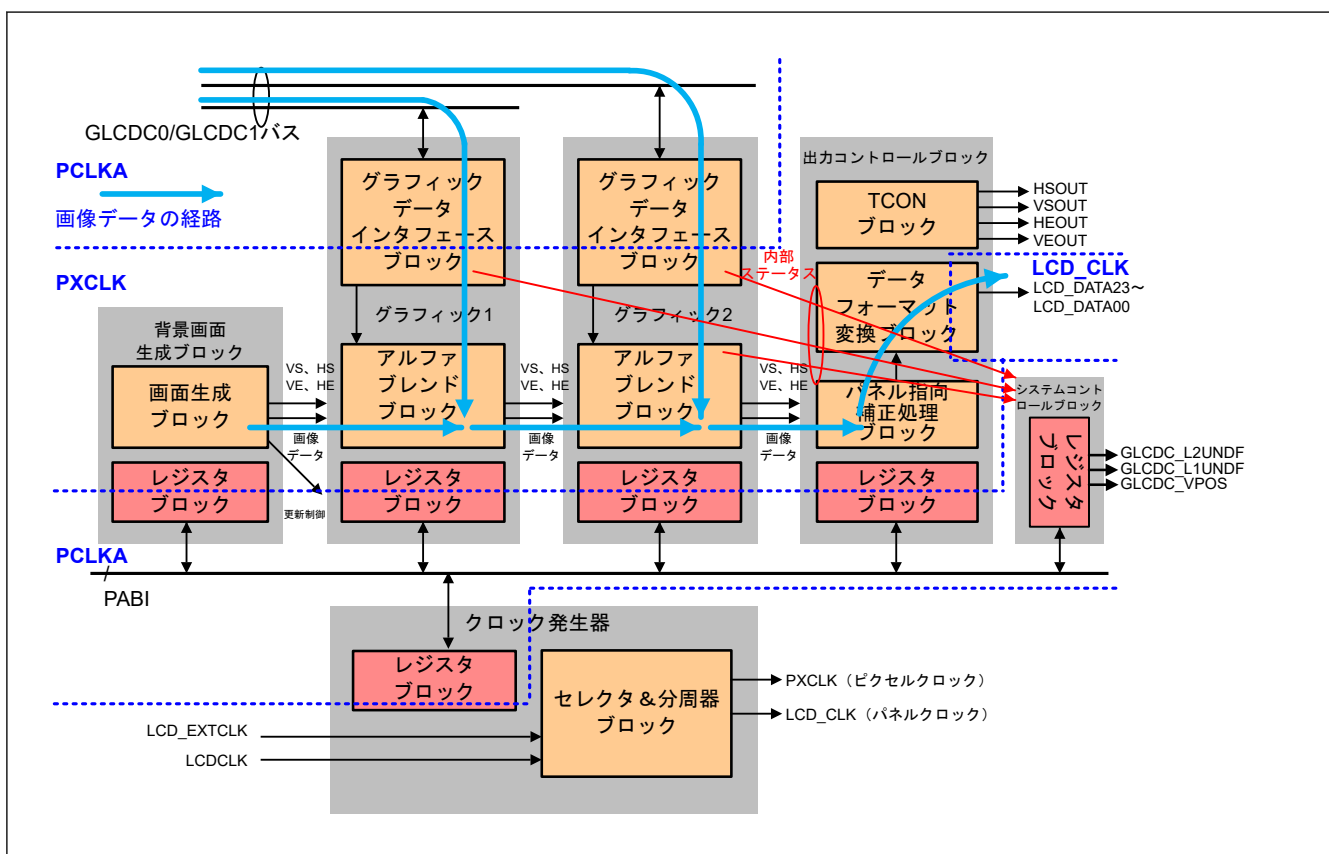 GLCDC0/GLCDC1バス
PCLKA
画像データの経路
PXCLK
グラフィック
データ
インタフェース
ブロック
グラフィック
データ
インタフェース
ブロック
出力コントロールブロック
TCON
ブロック
HSOUT
VSOUT
HEOUT
VEOUT
内部
ステータス
データ
フォーマット
変換ブロック
LCD_CLK
LCD_DATA23~
LCD_DATA00
グラフィック1
グラフィック2
背景画面
生成ブロック
画面生成
ブロック
VS、HS
VE、HE
画像
データ
アルファ
ブレンド
ブロック
VS、HS
VE、HE
画像
データ
アルファ
ブレンド
ブロック
VS、HS
VE、HE
画像
データ
パネル指向
補正処理
ブロック
システムコント
ロールブロック
レジスタ
ブロック
GLCDC_L2UNDF
GLCDC_L1UNDF
GLCDC_VPOS
レジスタ
ブロック
更新制御
レジスタ
ブロック
レジスタ
ブロック
レジスタ
ブロック
PCLKA
PABI
クロック発生器
レジスタ
ブロック
セレクタ&分周器
ブロック
PXCLK(ピクセルクロック)
LCD_CLK(パネルクロック)
LCD_EXTCLK
LCDCLK